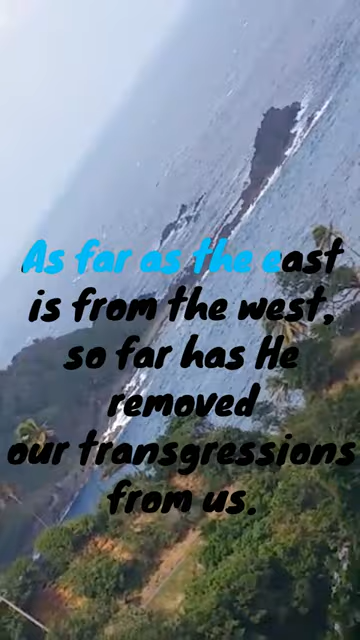 As far as the east
is from the west,
so far has He
removed
our transgressions
from us.